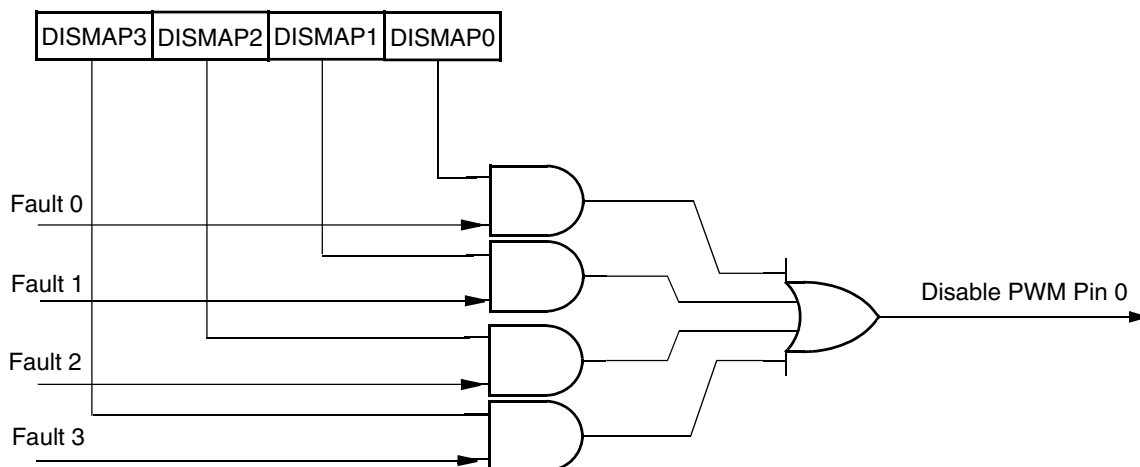 DISMAP3 DISMAP2 DISMAP1 DISMAP0
Fault 0
Fault 1
Disable PWM Pin 0
Fault 2
Fault 3